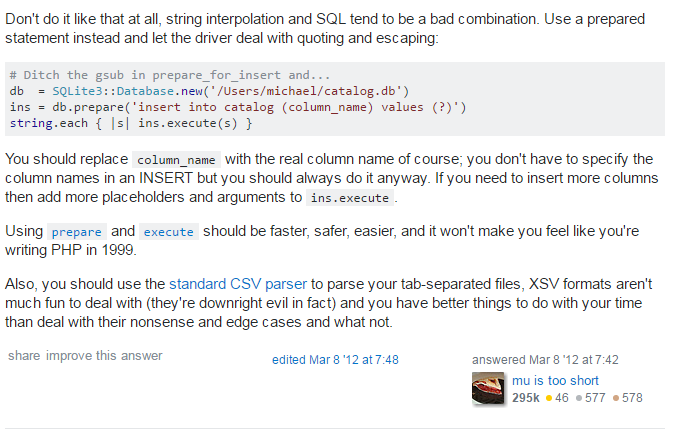 Don't do it like that at all, string interpolation and SQL tend to be a bad combination. Use a prepared
statement instead and let the driver deal with quoting and escaping:
# Ditch the gsub in prepare_for_insert and...
db  = SQLite3::Database.new('/Users/michael/catalog.db')
ins = db.prepare('insert into catalog (column_name) values (?)')
string.each { |s| ins.execute(s) }
You should replace column_name with the real column name of course; you don't have to specify the
column names in an INSERT but you should always do it anyway. If you need to insert more columns
then add more placeholders and arguments to ins.execute.
Using prepare and execute should be faster, safer, easier, and it won't make you feel like you're
writing PHP in 1999.
Also, you should use the standard CSV parser to parse your tab-separated files, XSV formats aren't
much fun to deal with (they're downright evil in fact) and you have better things to do with your time
than deal with their nonsense and edge cases and what not.
share improve this answer
edited Mar 8 '12 at 7:48
answered Mar 8 '12 at 7:42
mu is too short
295k ● 46 ● 577 ● 578